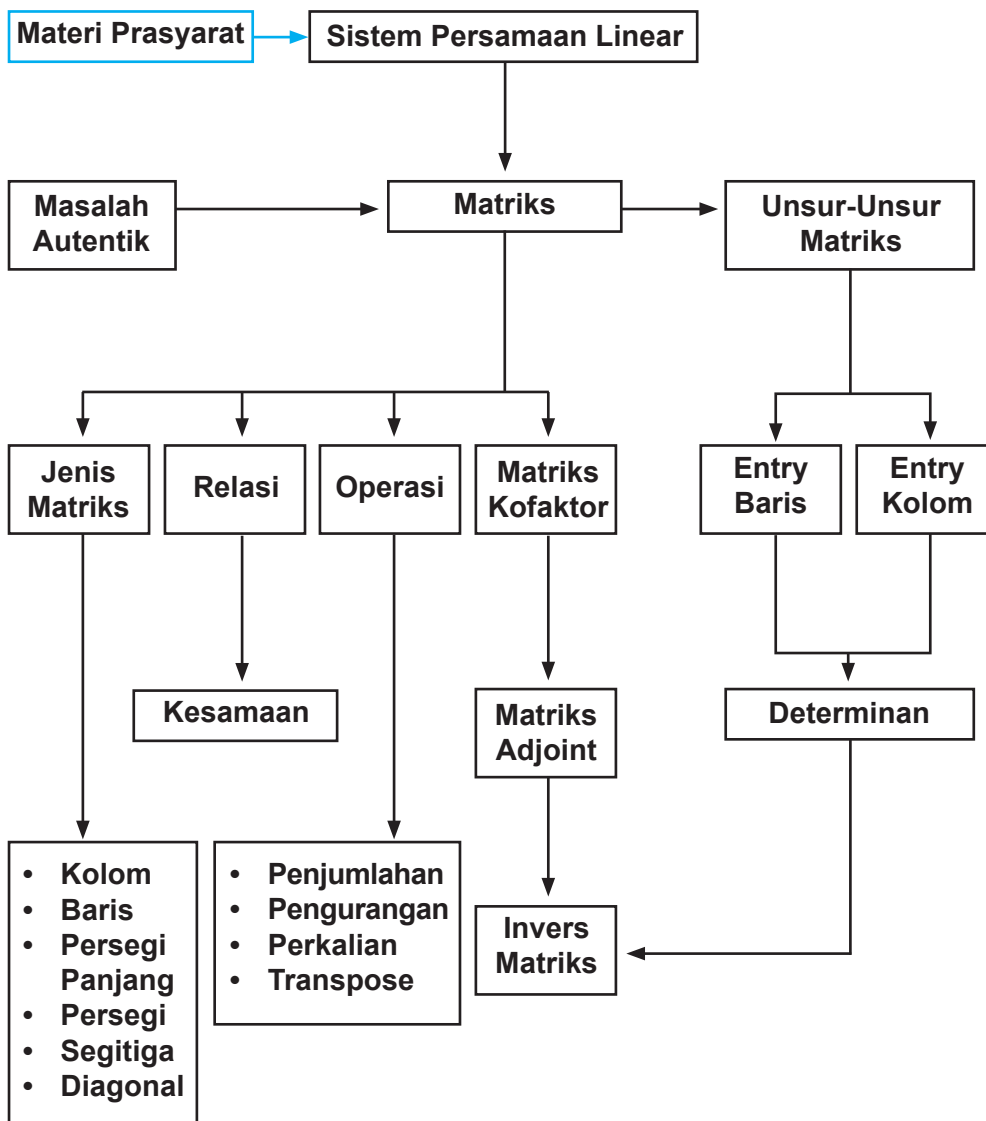 Materi Prasyarat
Sistem Persamaan Linear
Masalah
Autentik
Matriks
Unsur-Unsur
Matriks
Jenis
Matriks
Relasi
Operasi
Matriks
Kofaktor
Entry
Baris
Entry
Kolom
Kesamaan
Matriks
Adjoint
Determinan
• Kolom
• Baris
• Persegi
Panjang
• Persegi
• Segitiga
• Diagonal
• Penjumlahan
• Pengurangan
• Perkalian
• Transpose
Invers
Matriks